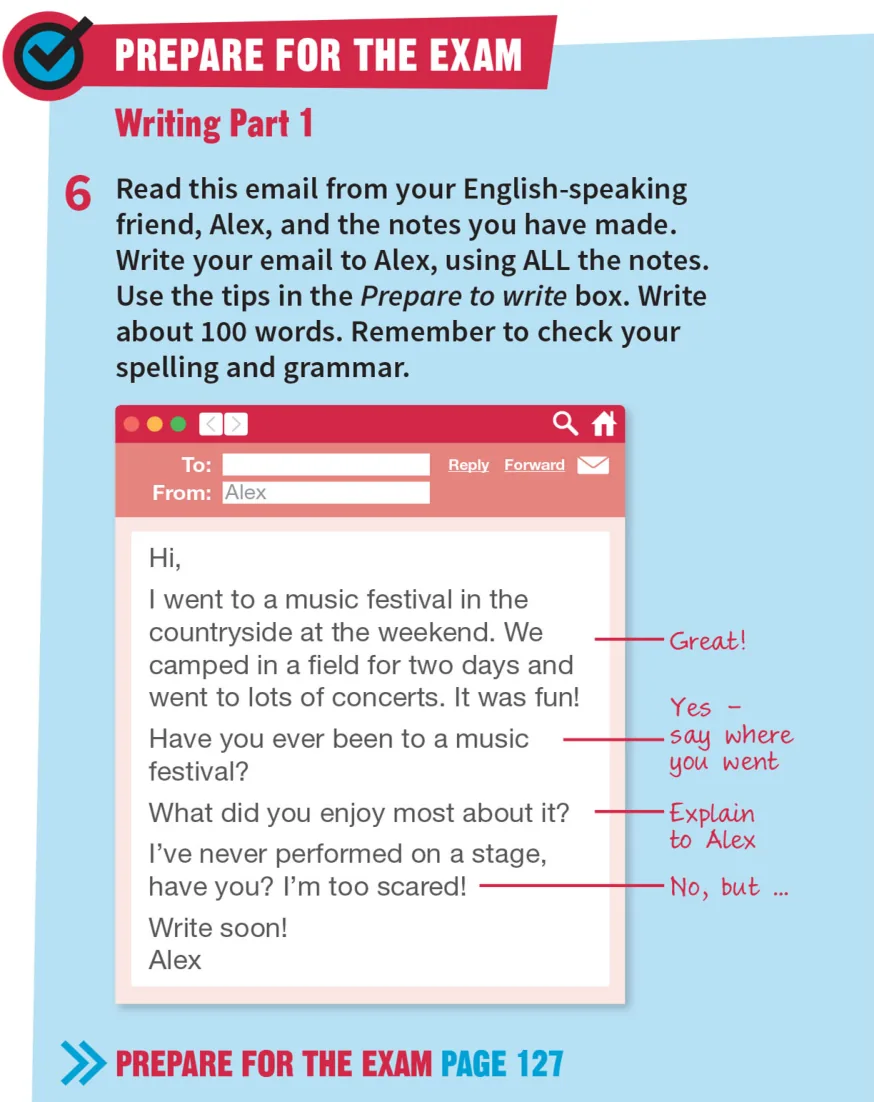 PREPARE FOR THE EXAM
Writing Part 1
6 Read this email from your English-speaking
friend, Alex, and the notes you have made.
Write your email to Alex, using ALL the notes.
Use the tips in the Prepare to write box. Write
about 100 words. Remember to check your
spelling and grammar.
To: Reply Forward
From: Alex
Hi,
I went to a music festival in the
countryside at the weekend. We
camped in a field for two days and
went to lots of concerts. It was fun!
Great!
Have you ever been to a music
festival?
Yes –
say where
you went
What did you enjoy most about it?
Explain
to Alex
I've never performed on a stage,
have you? I'm too scared!
No, but ...
Write soon!
Alex
PREPARE FOR THE EXAM PAGE 127